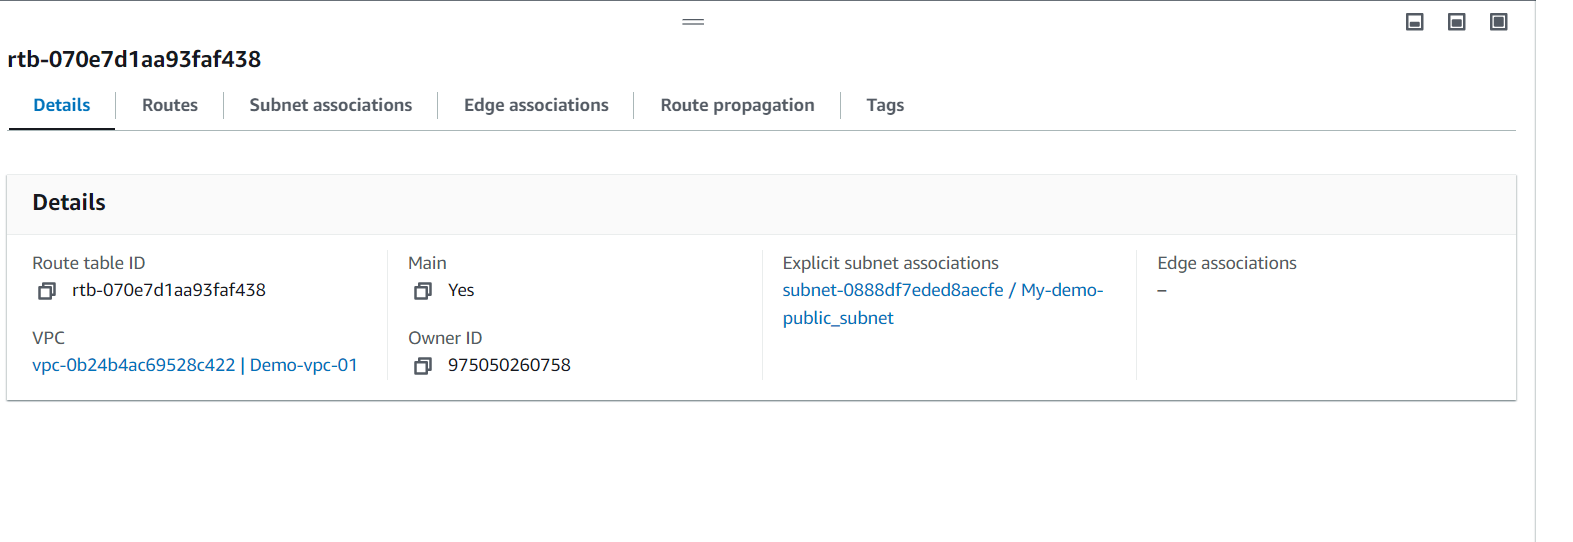 rtb-070e7d1aa93faf438
Details
Routes
Subnet associations
Edge associations
Route propagation
Tags
Details
Route table ID
rtb-070e7d1aa93faf438
Main
Yes
Explicit subnet associations
subnet-0888df7eded8aecfe / My-demo-
public_subnet
Edge associations
–
VPC
vpc-0b24b4ac69528c422 | Demo-vpc-01
Owner ID
975050260758